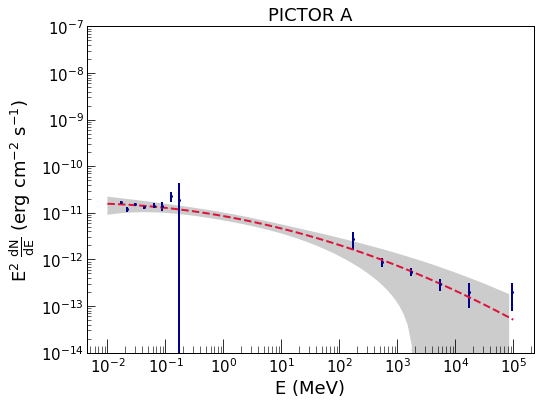 PICTOR A
E² dN/dE (erg cm⁻² s⁻¹)
10⁻⁷
10⁻⁸
10⁻⁹
10⁻¹⁰
10⁻¹¹
10⁻¹²
10⁻¹³
10⁻¹⁴
10⁻² 10⁻¹ 10⁰ 10¹ 10² 10³ 10⁴ 10⁵
E (MeV)